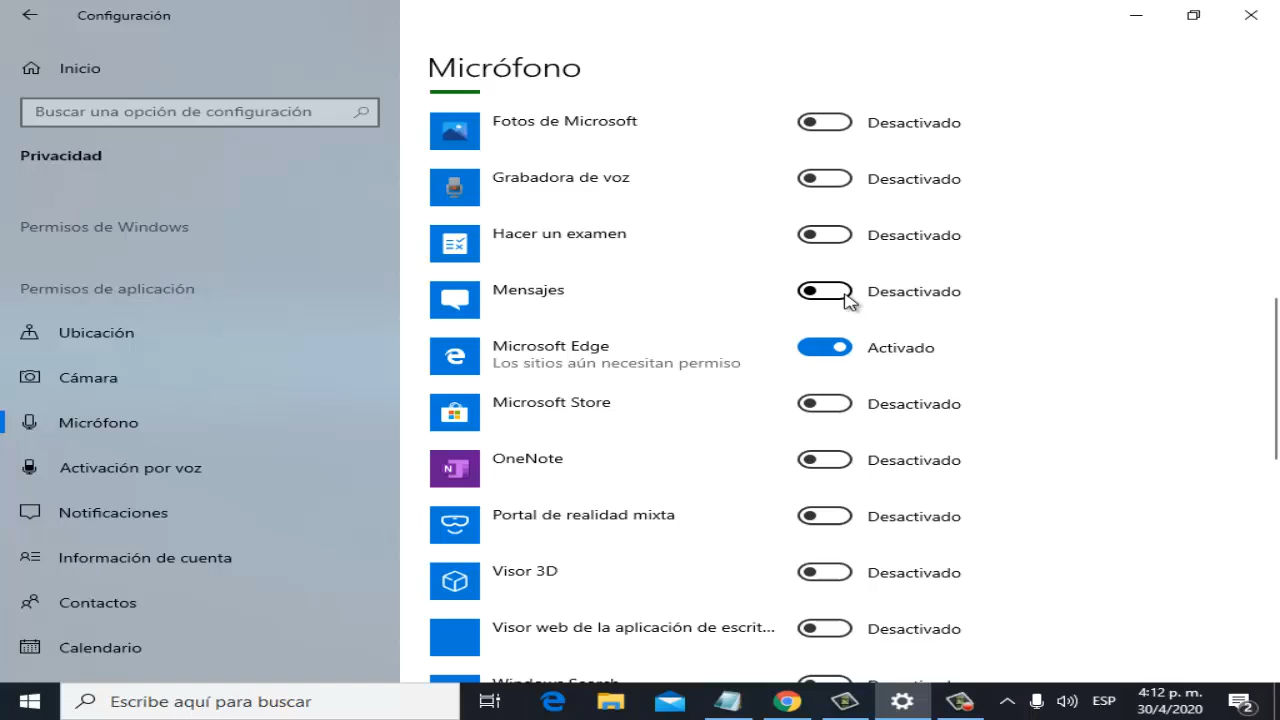 Configuración
Inicio
Buscar una opción de configuración
Privacidad
Permisos de Windows
Permisos de aplicación
Ubicación
Cámara
Micrófono
Activación por voz
Notificaciones
Información de cuenta
Contactos
Calendario
Micrófono
Fotos de Microsoft Desactivado
Grabadora de voz Desactivado
Hacer un examen Desactivado
Mensajes Desactivado
Microsoft Edge Activado
Los sitios aún necesitan permiso
Microsoft Store Desactivado
OneNote Desactivado
Portal de realidad mixta Desactivado
Visor 3D Desactivado
Visor web de la aplicación de escrit... Desactivado
Windows Search Desactivado
Escribe aquí para buscar
ESP
4:12 p. m.
30/4/2020
2